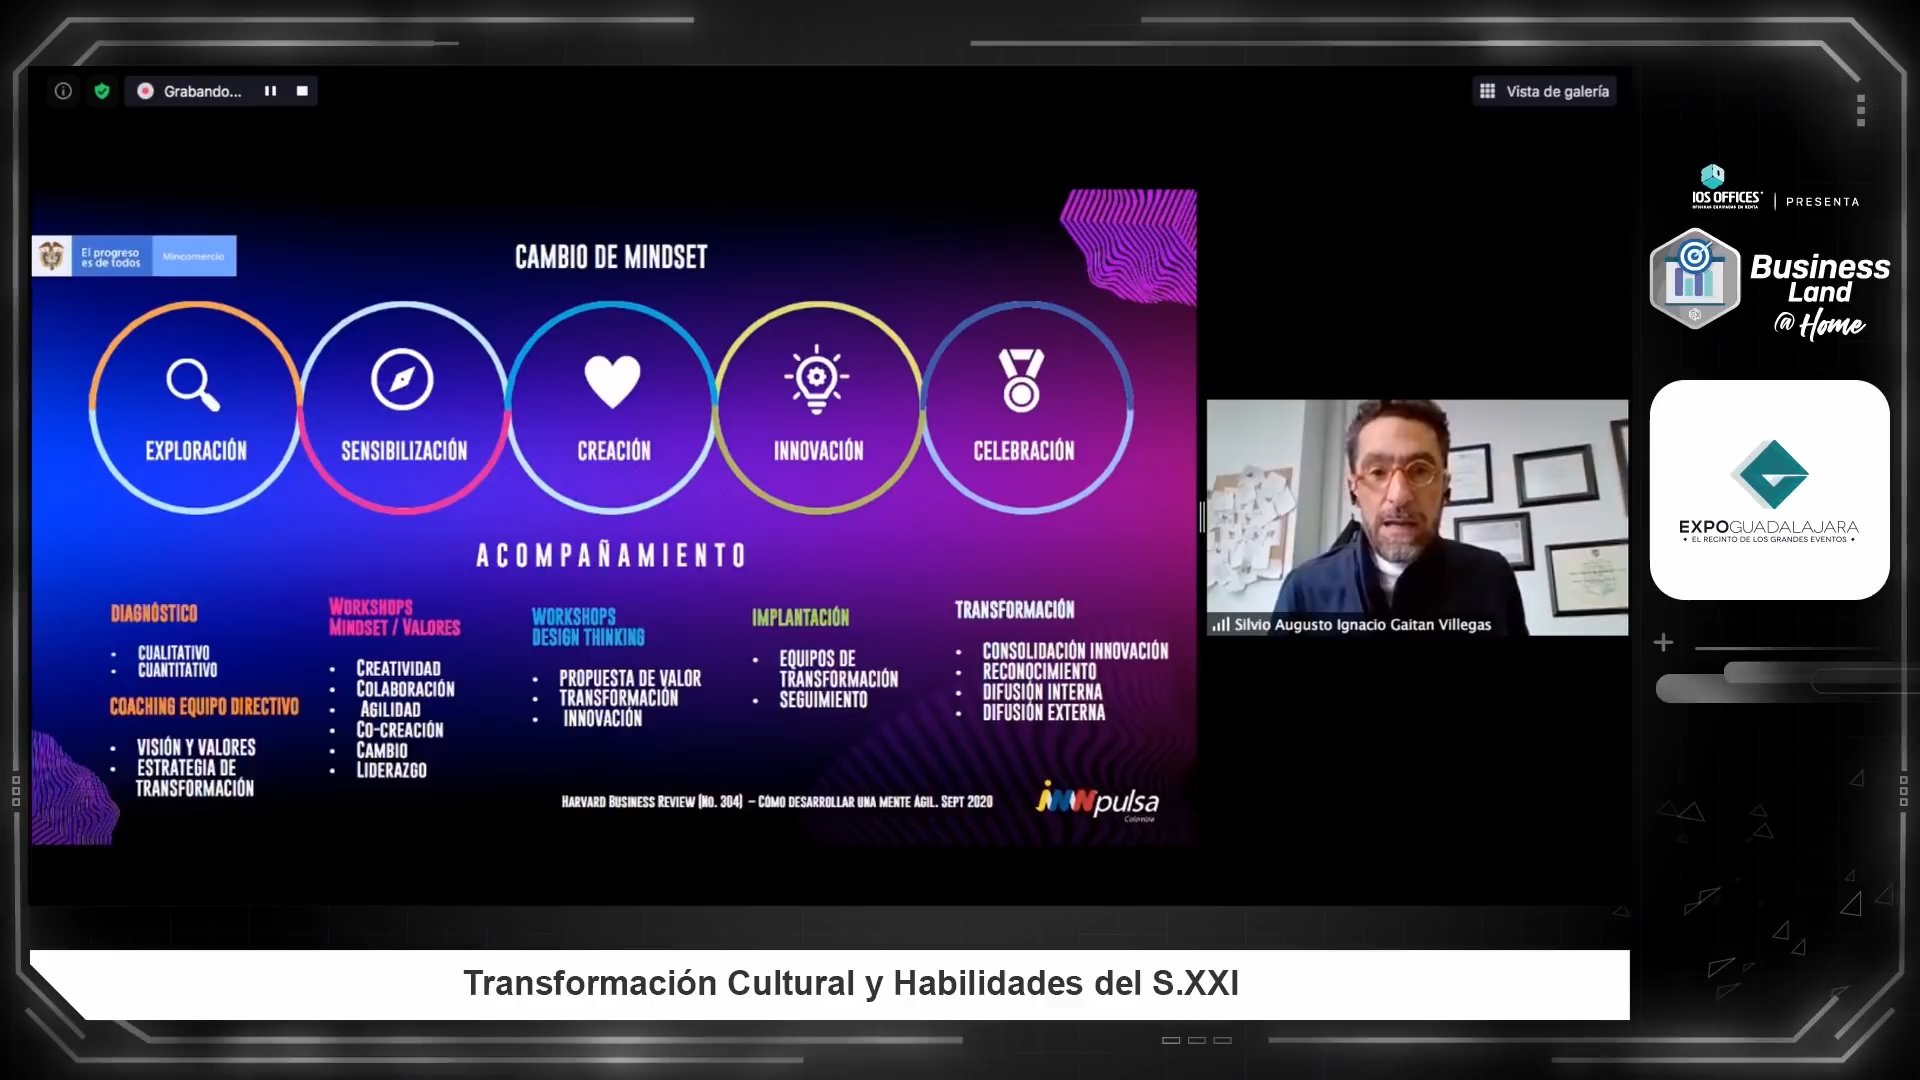 Grabando...
Vista de galería
El progreso
es de todos
Mincomercio
CAMBIO DE MINDSET
EXPLORACIÓN
SENSIBILIZACIÓN
CREACIÓN
INNOVACIÓN
CELEBRACIÓN
ACOMPAÑAMIENTO
DIAGNÓSTICO
• CUALITATIVO
• CUANTITATIVO
COACHING EQUIPO DIRECTIVO
• VISIÓN Y VALORES
• ESTRATEGIA DE
TRANSFORMACIÓN
WORKSHOPS
MINDSET / VALORES
• CREATIVIDAD
• COLABORACIÓN
• AGILIDAD
• CO-CREACIÓN
• CAMBIO
• LIDERAZGO
WORKSHOPS
DESIGN THINKING
• PROPUESTA DE VALOR
• TRANSFORMACIÓN
• INNOVACIÓN
IMPLANTACIÓN
• EQUIPOS DE
TRANSFORMACIÓN
• SEGUIMIENTO
TRANSFORMACIÓN
• CONSOLIDACIÓN INNOVACIÓN
• RECONOCIMIENTO
• DIFUSIÓN INTERNA
• DIFUSIÓN EXTERNA
HARVARD BUSINESS REVIEW (NO. 304) – CÓMO DESARROLLAR UNA MENTE ÁGIL. SEPT 2020
iNNpulsa
Colombia
Silvio Augusto Ignacio Gaitan Villegas
IOS OFFICES
OFICINAS EQUIPADAS EN RENTA
| PRESENTA
Business
Land
@ Home
EXPOGUADALAJARA
• EL RECINTO DE LOS GRANDES EVENTOS •
Transformación Cultural y Habilidades del S.XXI